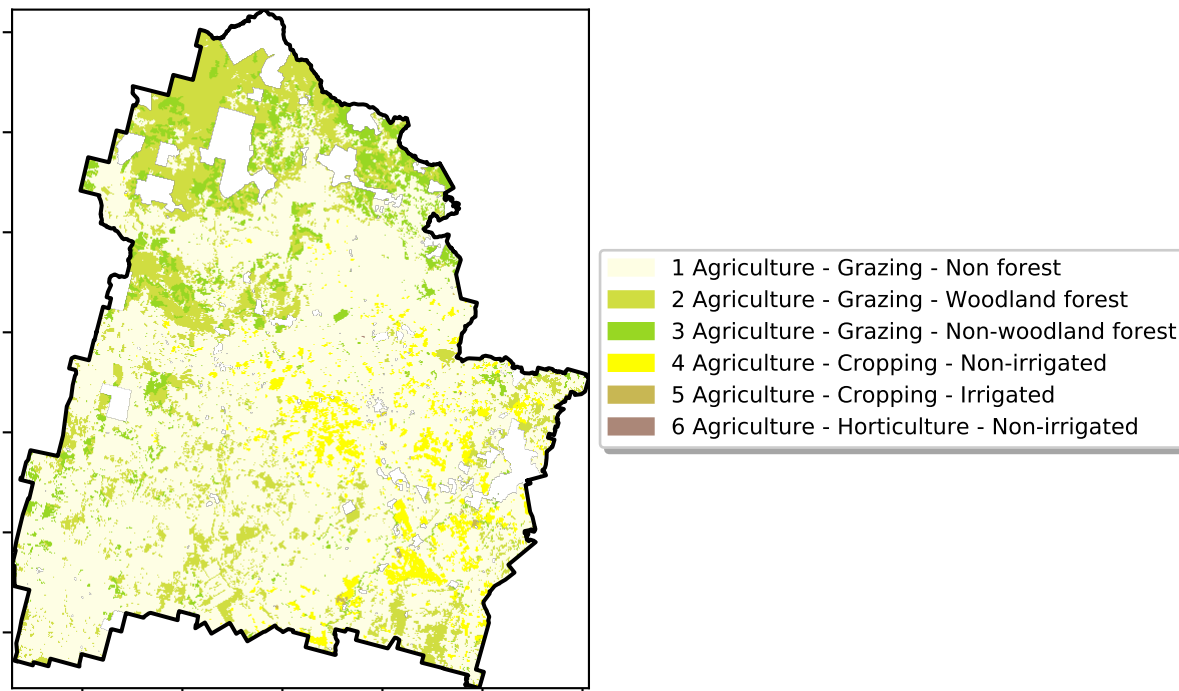 1 Agriculture - Grazing - Non forest
2 Agriculture - Grazing - Woodland forest
3 Agriculture - Grazing - Non-woodland forest
4 Agriculture - Cropping - Non-irrigated
5 Agriculture - Cropping - Irrigated
6 Agriculture - Horticulture - Non-irrigated